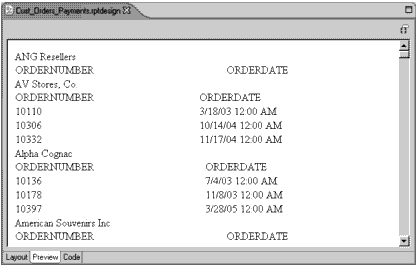 Cust_Orders_Payments.rptdesign
ANG Resellers
ORDERNUMBER ORDERDATE
AV Stores, Co.
ORDERNUMBER ORDERDATE
10110 3/18/03 12:00 AM
10306 10/14/04 12:00 AM
10332 11/17/04 12:00 AM
Alpha Cognac
ORDERNUMBER ORDERDATE
10136 7/4/03 12:00 AM
10178 11/8/03 12:00 AM
10397 3/28/05 12:00 AM
American Souvenirs Inc
ORDERNUMBER ORDERDATE
Layout Preview Code